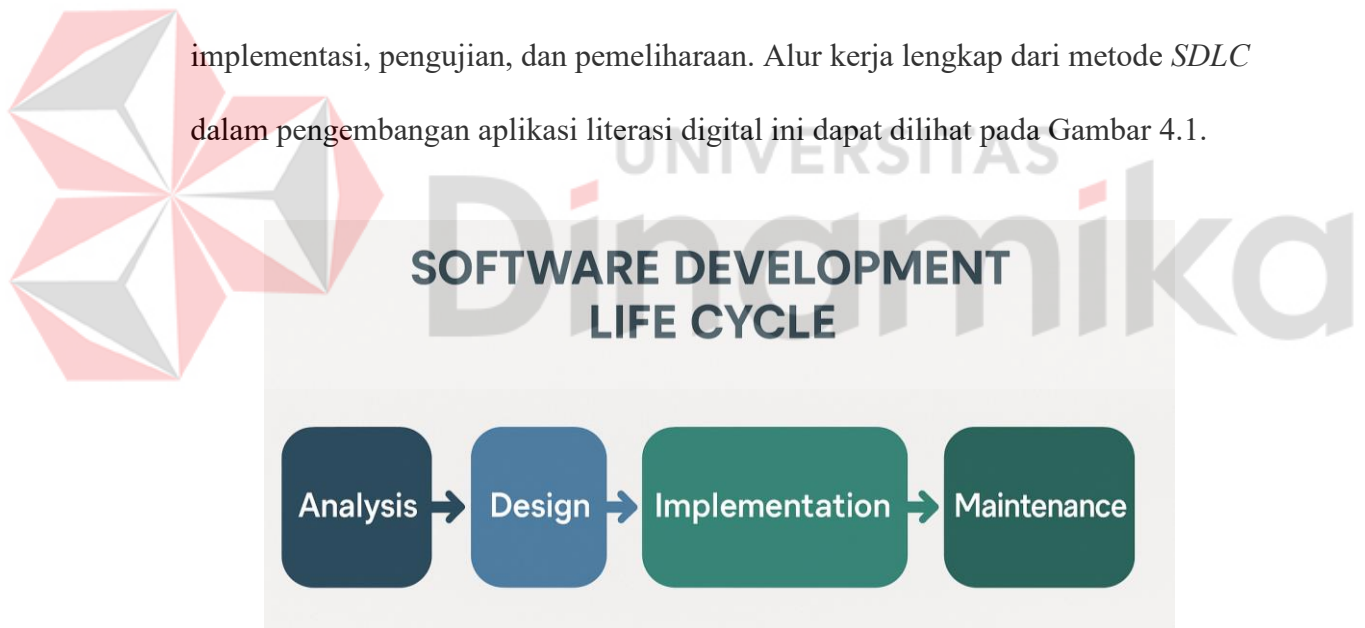 implementasi, pengujian, dan pemeliharaan. Alur kerja lengkap dari metode SDLC
dalam pengembangan aplikasi literasi digital ini dapat dilihat pada Gambar 4.1.
UNIVERSITAS
Dinamika
SOFTWARE DEVELOPMENT
LIFE CYCLE
Analysis Design Implementation Maintenance